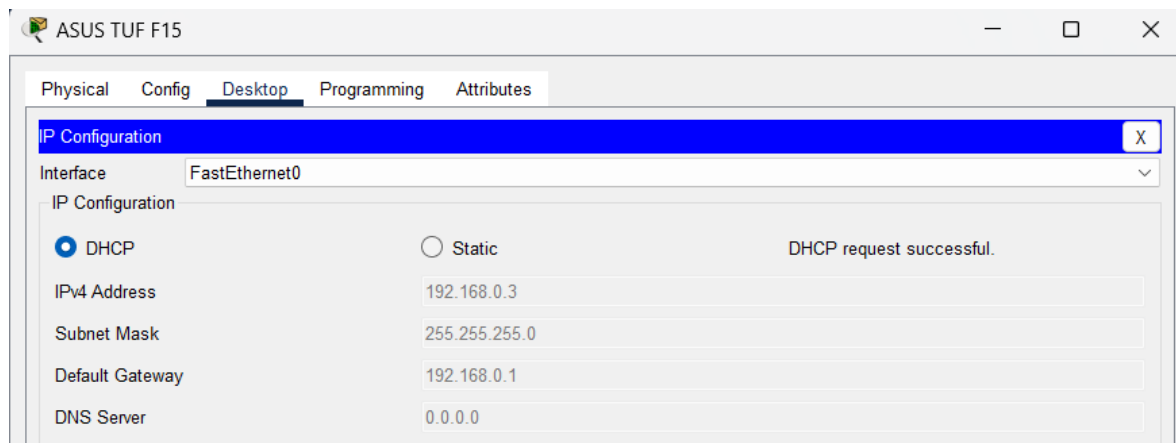 ASUS TUF F15
Physical Config Desktop Programming Attributes
IP Configuration X
Interface FastEthernet0
IP Configuration
DHCP Static DHCP request successful.
IPv4 Address 192.168.0.3
Subnet Mask 255.255.255.0
Default Gateway 192.168.0.1
DNS Server 0.0.0.0